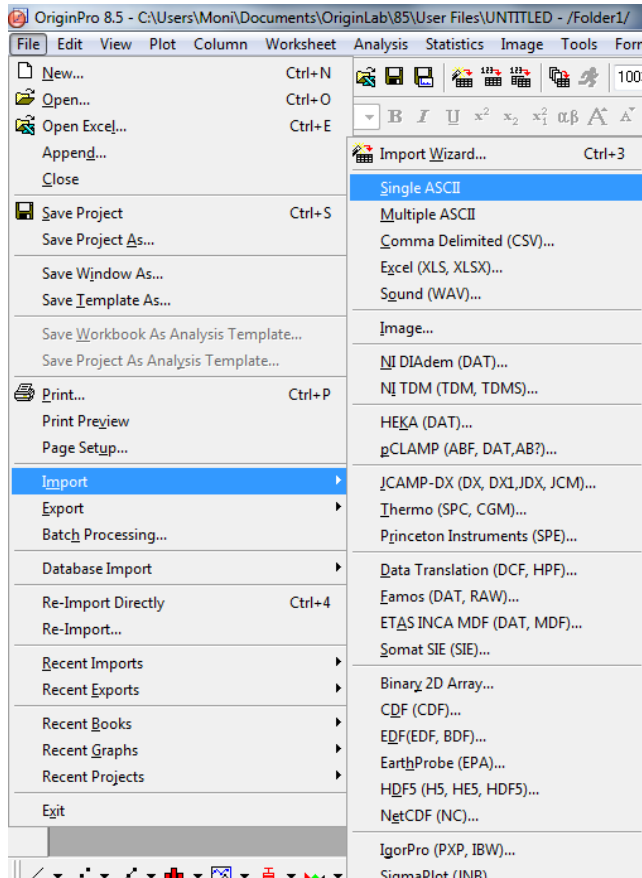 OriginPro 8.5 - C:\Users\Moni\Documents\OriginLab\85\User Files\UNTITLED - /Folder1/
File Edit View Plot Column Worksheet Analysis Statistics Image Tools For
New... Ctrl+N
Open... Ctrl+O
Open Excel... Ctrl+E
Append...
Close
Save Project Ctrl+S
Save Project As...
Save Window As...
Save Template As...
Save Workbook As Analysis Template...
Save Project As Analysis Template...
Print... Ctrl+P
Print Preview
Page Setup...
Import
Export
Batch Processing...
Database Import
Re-Import Directly Ctrl+4
Re-Import...
Recent Imports
Recent Exports
Recent Books
Recent Graphs
Recent Projects
Exit
100
B I U x² x₂ x₁² αβ A A
Import Wizard... Ctrl+3
Single ASCII
Multiple ASCII
Comma Delimited (CSV)...
Excel (XLS, XLSX)...
Sound (WAV)...
Image...
NI DIAdem (DAT)...
NI TDM (TDM, TDMS)...
HEKA (DAT)...
pCLAMP (ABF, DAT,AB?)...
JCAMP-DX (DX, DX1,JDX, JCM)...
Thermo (SPC, CGM)...
Princeton Instruments (SPE)...
Data Translation (DCF, HPF)...
Famos (DAT, RAW)...
ETAS INCA MDF (DAT, MDF)...
Somat SIE (SIE)...
Binary 2D Array...
CDF (CDF)...
EDF(EDF, BDF)...
EarthProbe (EPA)...
HDF5 (H5, HE5, HDF5)...
NetCDF (NC)...
IgorPro (PXP, IBW)...
SigmaPlot (JNB)